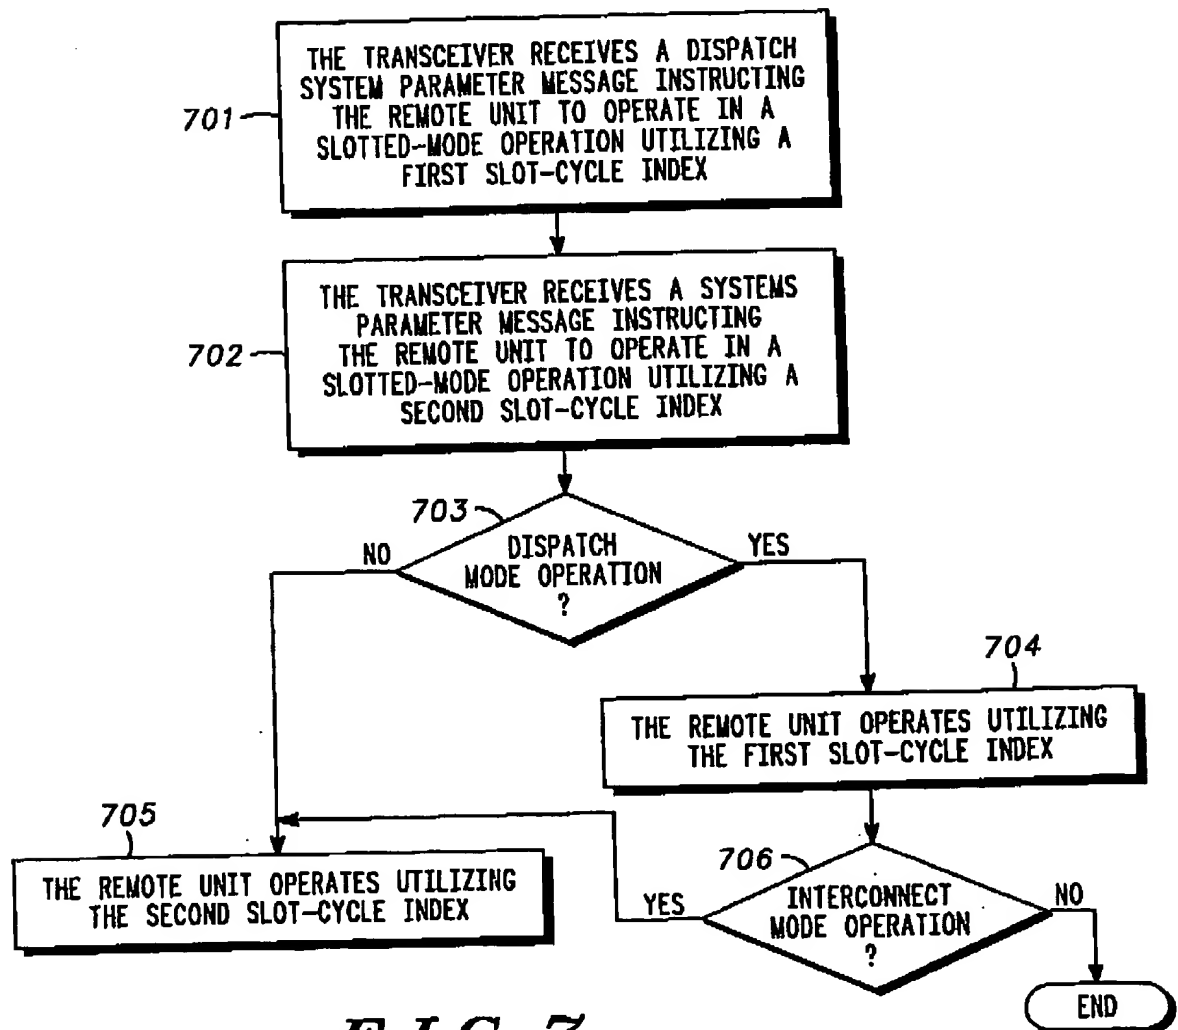 THE TRANSCEIVER RECEIVES A DISPATCH
SYSTEM PARAMETER MESSAGE INSTRUCTING
THE REMOTE UNIT TO OPERATE IN A
SLOTTED-MODE OPERATION UTILIZING A
FIRST SLOT-CYCLE INDEX
701
THE TRANSCEIVER RECEIVES A SYSTEMS
PARAMETER MESSAGE INSTRUCTING
THE REMOTE UNIT TO OPERATE IN A
SLOTTED-MODE OPERATION UTILIZING A
SECOND SLOT-CYCLE INDEX
702
703
DISPATCH
MODE OPERATION
?
NO
YES
704
THE REMOTE UNIT OPERATES UTILIZING
THE FIRST SLOT-CYCLE INDEX
705
THE REMOTE UNIT OPERATES UTILIZING
THE SECOND SLOT-CYCLE INDEX
706
INTERCONNECT
MODE OPERATION
?
YES
NO
END
FIG. 7